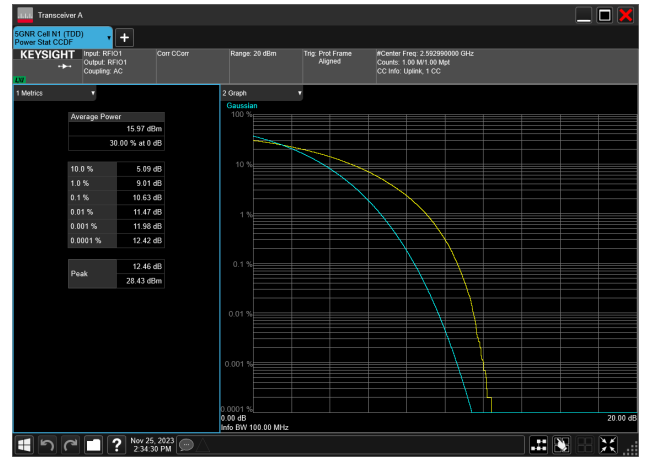 Transceiver A
5GNR Cell N1 (TDD)
Power Stat CCDF
KEYSIGHT
Input: RFIO1
Output: RFIO1
Coupling: AC
Corr CCorr
Range: 20 dBm
Trig: Prot Frame
Aligned
#Center Freq: 2.592990000 GHz
Counts: 1.00 M/1.00 Mpt
CC Info: Uplink, 1 CC
LXI
1 Metrics
Average Power
15.97 dBm
30.00 % at 0 dB
10.0 % 5.09 dB
1.0 % 9.01 dB
0.1 % 10.63 dB
0.01 % 11.47 dB
0.001 % 11.98 dB
0.0001 % 12.42 dB
Peak
12.46 dB
28.43 dBm
2 Graph
Gaussian
100 %
10 %
1 %
0.1 %
0.01 %
0.001 %
0.0001 %
0.00 dB 20.00 dB
Info BW 100.00 MHz
Nov 25, 2023
2:34:30 PM